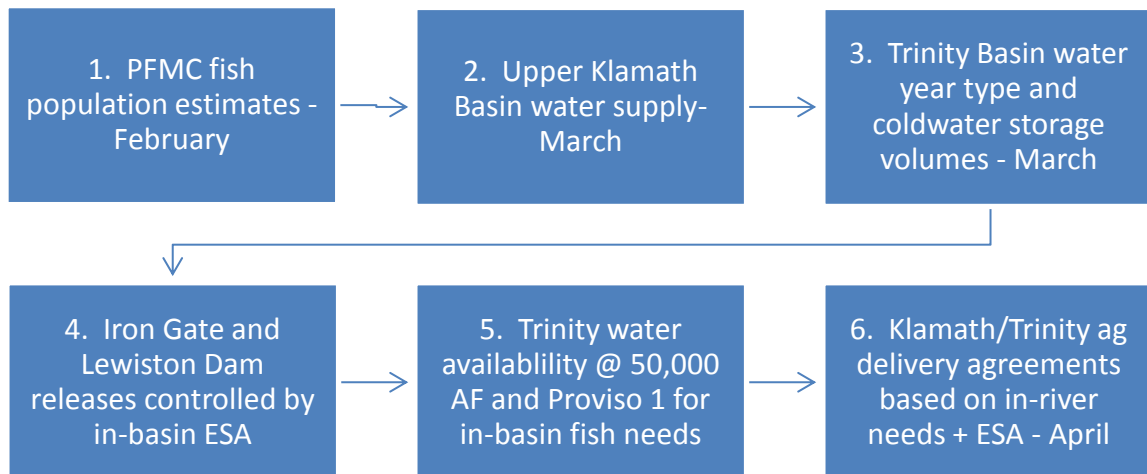 1. PFMC fish
population estimates -
February
2. Upper Klamath
Basin water supply-
March
3. Trinity Basin water
year type and
coldwater storage
volumes - March
4. Iron Gate and
Lewiston Dam
releases controlled by
in-basin ESA
5. Trinity water
availablility @ 50,000
AF and Proviso 1 for
in-basin fish needs
6. Klamath/Trinity ag
delivery agreements
based on in-river
needs + ESA - April